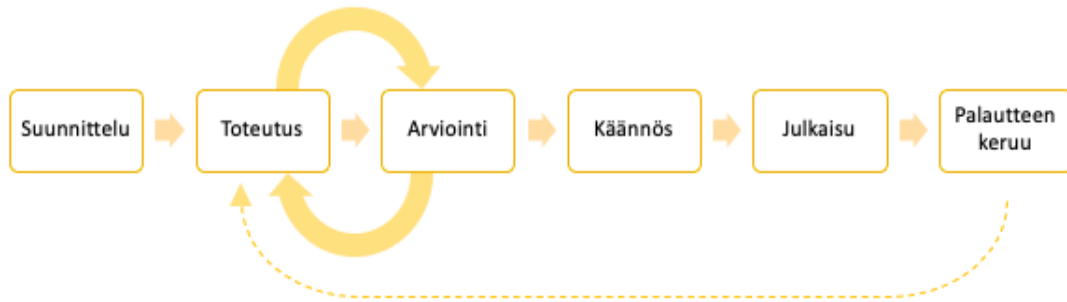 Suunnittelu
Toteutus
Arviointi
Käännös
Julkaisu
Palautteen
keruu